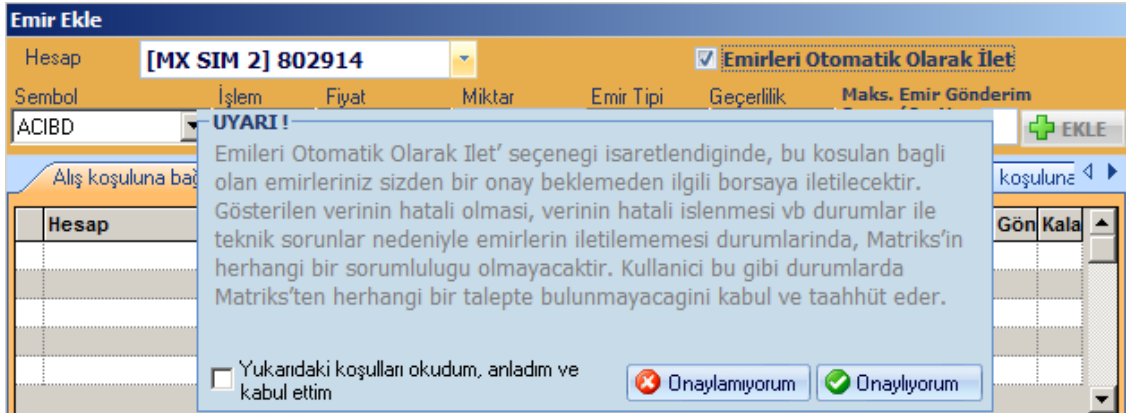 Emir Ekle
Hesap [MX SIM 2] 802914 Emirleri Otomatik Olarak İlet
Sembol İşlem Fiyat Miktar Emir Tipi Geçerlilik Maks. Emir Gönderim
ACIBD EKLE
UYARI !
Emileri Otomatik Olarak Ilet' seçenegi isaretlendiginde, bu kosulan bagli
olan emirleriniz sizden bir onay beklemeden ilgili borsaya iletilecektir.
Gösterilen verinin hatali olmasi, verinin hatali islenmesi vb durumlar ile
teknik sorunlar nedeniyle emirlerin iletilememesi durumlarinda, Matriks'in
herhangi bir sorumlulugu olmayacaktir. Kullanici bu gibi durumlarda
Matriks'ten herhangi bir talepte bulunmayacagini kabul ve taahhüt eder.
Alış koşuluna bağ koşuluna
Hesap Gön Kala
Yukarıdaki koşulları okudum, anladım ve
kabul ettim
Onaylamıyorum Onaylıyorum